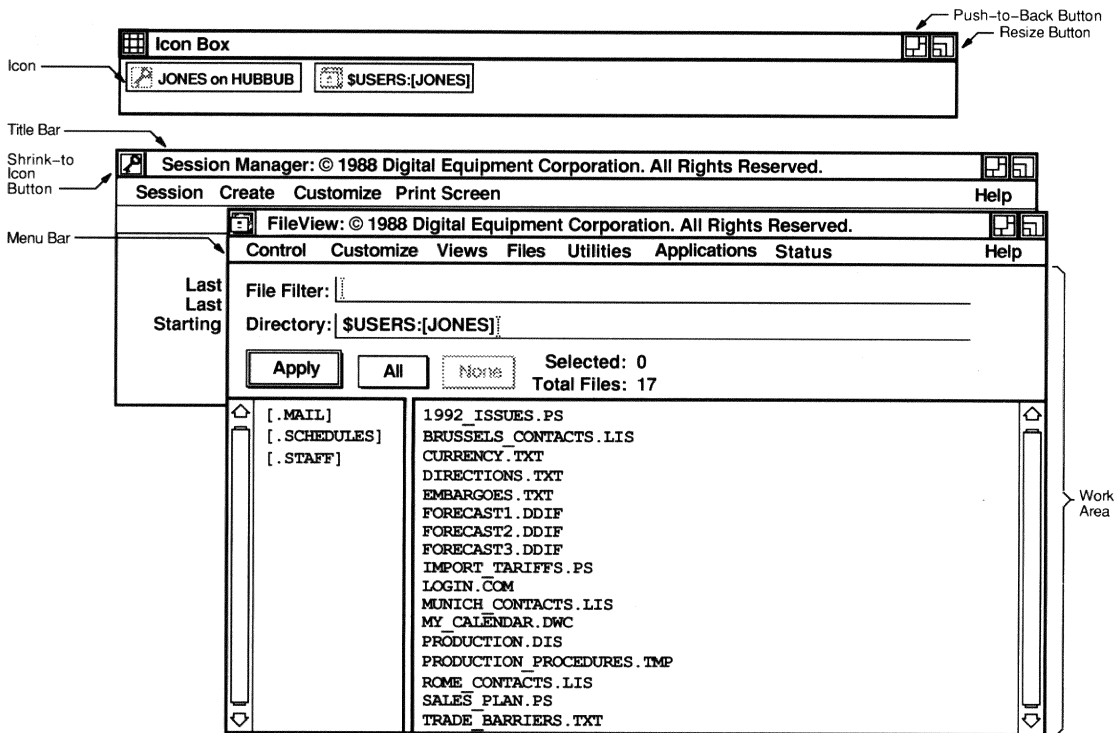 Push-to-Back Button
Resize Button
Icon Box
Icon
JONES on HUBBUB
$USERS:[JONES]
Title Bar
Shrink-to
Icon
Button
Session Manager: © 1988 Digital Equipment Corporation. All Rights Reserved.
Session Create Customize Print Screen Help
Menu Bar
FileView: © 1988 Digital Equipment Corporation. All Rights Reserved.
Control Customize Views Files Utilities Applications Status Help
Last
Last
Starting
File Filter:
Directory: $USERS:[JONES]
Apply
All
None
Selected: 0
Total Files: 17
[.MAIL]
[.SCHEDULES]
[.STAFF]
1992_ISSUES.PS
BRUSSELS_CONTACTS.LIS
CURRENCY.TXT
DIRECTIONS.TXT
EMBARGOES.TXT
FORECAST1.DDIF
FORECAST2.DDIF
FORECAST3.DDIF
IMPORT_TARIFFS.PS
LOGIN.COM
MUNICH_CONTACTS.LIS
MY_CALENDAR.DWC
PRODUCTION.DIS
PRODUCTION_PROCEDURES.TMP
ROME_CONTACTS.LIS
SALES_PLAN.PS
TRADE_BARRIERS.TXT
Work
Area